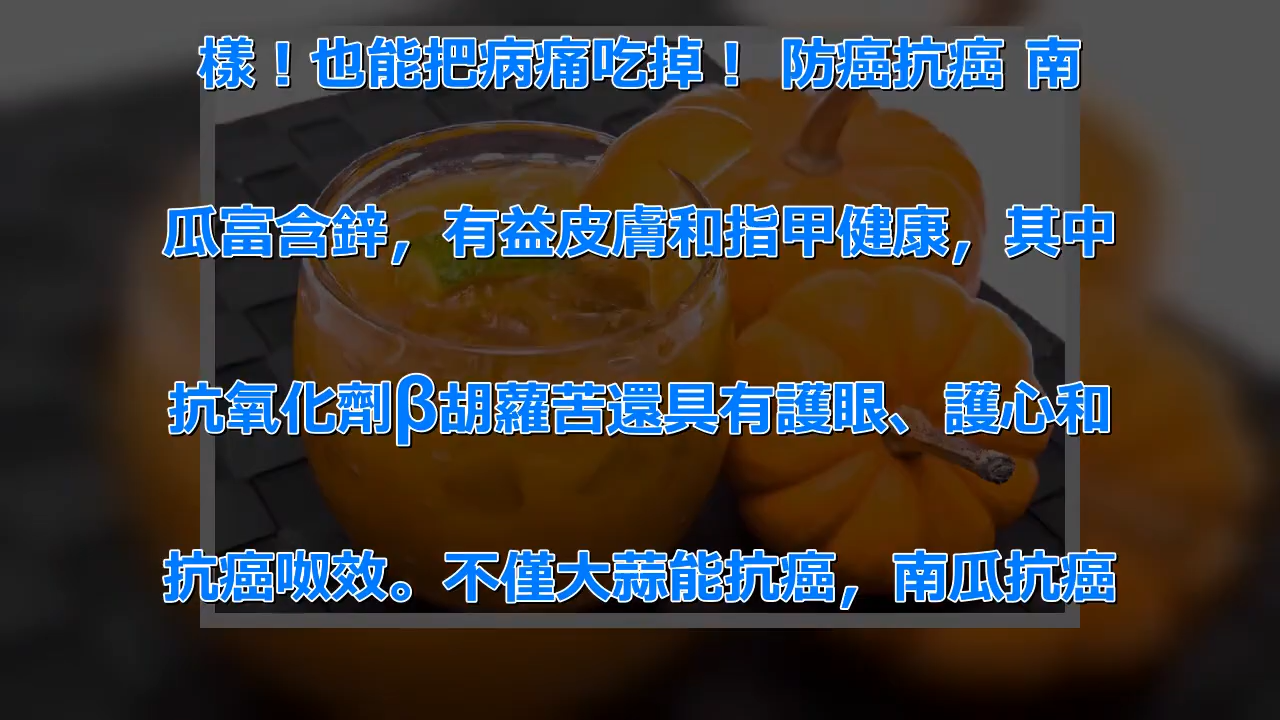 樣！也能把病痛吃掉！ 防癌抗癌 南
瓜富含鋅，有益皮膚和指甲健康，其中
抗氧化劑β胡蘿苦還具有護眼、護心和
抗癌呶效。不僅大蒜能抗癌，南瓜抗癌